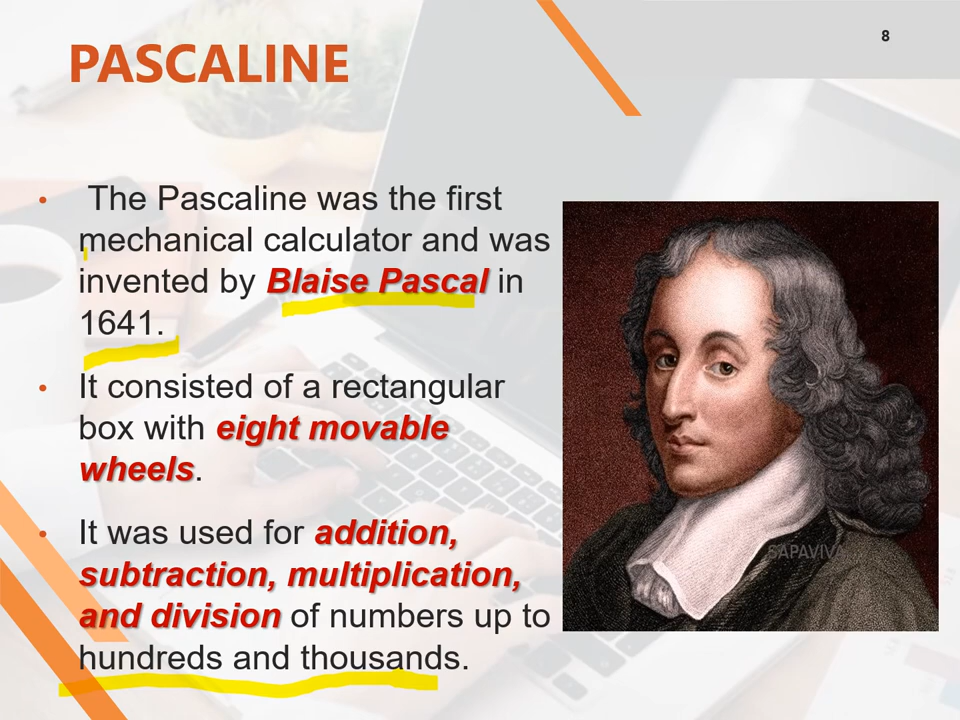 PASCALINE
8
• The Pascaline was the first
mechanical calculator and was
invented by Blaise Pascal in
1641.
• It consisted of a rectangular
box with eight movable
wheels.
• It was used for addition,
subtraction, multiplication,
and division of numbers up to
hundreds and thousands.
SAPAVIVA